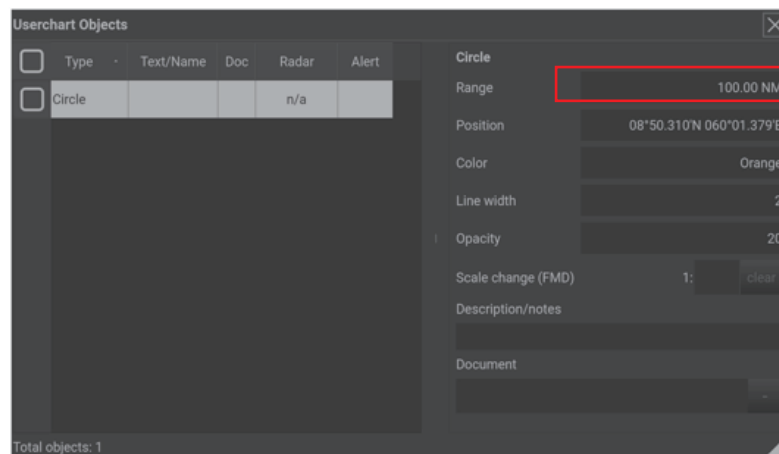 Userchart Objects
Type Text/Name Doc Radar Alert
Circle n/a
Total objects: 1
Circle
Range 100.00 NM
Position 08°50.310'N 060°01.379'E
Color Orange
Line width 2
Opacity 20
Scale change (FMD) 1: clear
Description/notes
Document
-